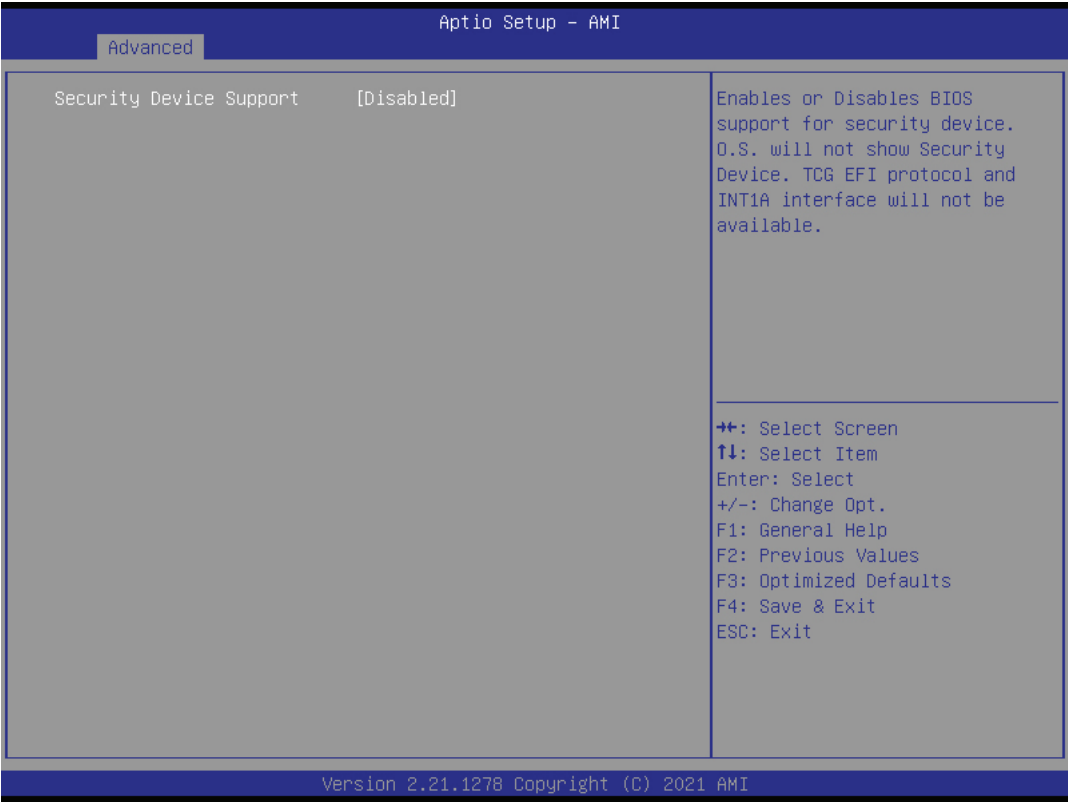 Aptio Setup – AMI
Advanced
Security Device Support [Disabled]
Enables or Disables BIOS
support for security device.
O.S. will not show Security
Device. TCG EFI protocol and
INT1A interface will not be
available.
→←: Select Screen
↑↓: Select Item
Enter: Select
+/-: Change Opt.
F1: General Help
F2: Previous Values
F3: Optimized Defaults
F4: Save & Exit
ESC: Exit
Version 2.21.1278 Copyright (C) 2021 AMI